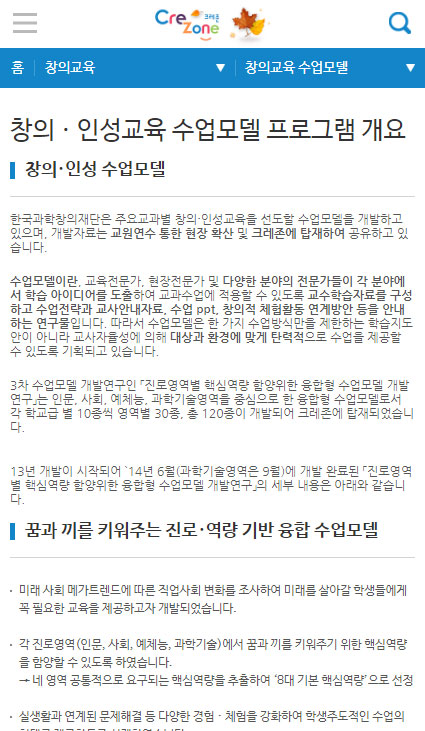 Cre 크레존
Zone
홈 창의교육 ▼ 창의교육 수업모델 ▼
창의ㆍ인성교육 수업모델 프로그램 개요
창의·인성 수업모델
한국과학창의재단은 주요교과별 창의·인성교육을 선도할 수업모델을 개발하고
있으며, 개발자료는 교원연수 통한 현장 확산 및 크레존에 탑재하여 공유하고 있
습니다.
수업모델이란, 교육전문가, 현장전문가 및 다양한 분야의 전문가들이 각 분야에
서 학습 아이디어를 도출하여 교과수업에 적용할 수 있도록 교수학습자료를 구성
하고 수업전략과 교사안내자료, 수업 ppt, 창의적 체험활동 연계방안 등을 안내
하는 연구물입니다. 따라서 수업모델은 한 가지 수업방식만을 제한하는 학습지도
안이 아니라 교사자율성에 의해 대상과 환경에 맞게 탄력적으로 수업을 제공할
수 있도록 기획되고 있습니다.
3차 수업모델 개발연구인 「진로영역별 핵심역량 함양위한 융합형 수업모델 개발
연구」는 인문, 사회, 예체능, 과학기술영역을 중심으로 한 융합형 수업모델로서
각 학교급 별 10종씩 영역별 30종, 총 120종이 개발되어 크레존에 탑재되었습니
다.
13년 개발이 시작되어 `14년 6월(과학기술영역은 9월)에 개발 완료된 「진로영역
별 핵심역량 함양위한 융합형 수업모델 개발연구」의 세부 내용은 아래와 같습니
다.
꿈과 끼를 키워주는 진로·역량 기반 융합 수업모델
· 미래 사회 메가트렌드에 따른 직업사회 변화를 조사하여 미래를 살아갈 학생들에게
꼭 필요한 교육을 제공하고자 개발되었습니다.
· 각 진로영역(인문, 사회, 예체능, 과학기술)에서 꿈과 끼를 키워주기 위한 핵심역량
을 함양할 수 있도록 하였습니다.
→ 네 영역 공통적으로 요구되는 핵심역량을 추출하여 ‘8대 기본 핵심역량’으로 선정
· 실생활과 연계된 문제해결 등 다양한 경험ㆍ체험을 강화하여 학생주도적인 수업의